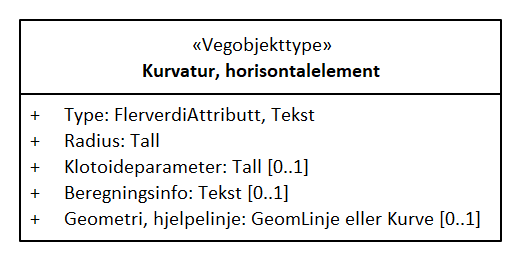 «Vegobjekttype»
Kurvatur, horisontalelement
+ Type: FlerverdiAttributt, Tekst
+ Radius: Tall
+ Klotoideparameter: Tall [0..1]
+ Beregningsinfo: Tekst [0..1]
+ Geometri, hjelpelinje: GeomLinje eller Kurve [0..1]